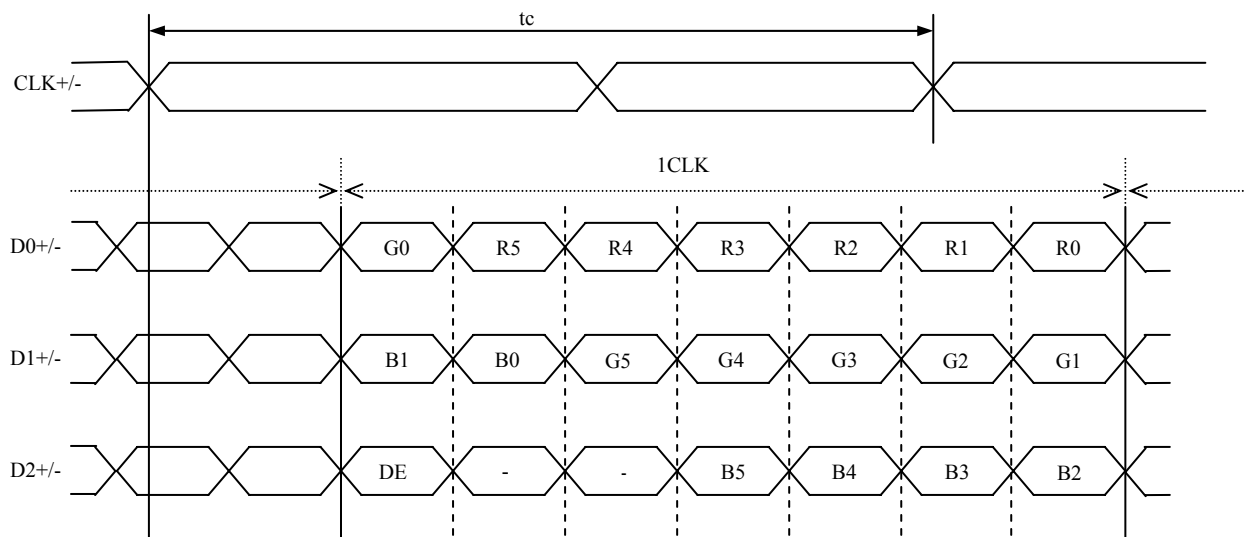 tc
CLK+/-
1CLK
D0+/- G0 R5 R4 R3 R2 R1 R0
D1+/- B1 B0 G5 G4 G3 G2 G1
D2+/- DE - - B5 B4 B3 B2